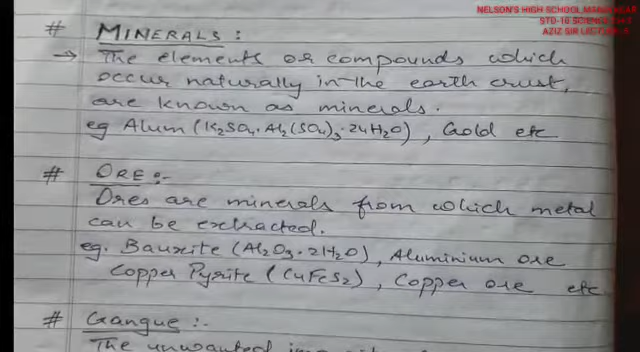 NELSON'S HIGH SCHOOL
STD-10 SCIENCE
AZIZ SIR
# MINERALS :
→ The elements or compounds which
occur naturally in the earth crust,
are known as minerals.
eg Alum (K2SO4·Al2(SO4)3·24H2O), Gold etc
# ORE :-
Ores are minerals from which metal
can be extracted.
eg. Bauxite (Al2O3·2H2O), Aluminium ore
Copper Pyrite (CuFeS2), Copper ore etc
# Gangue :-
The unwanted